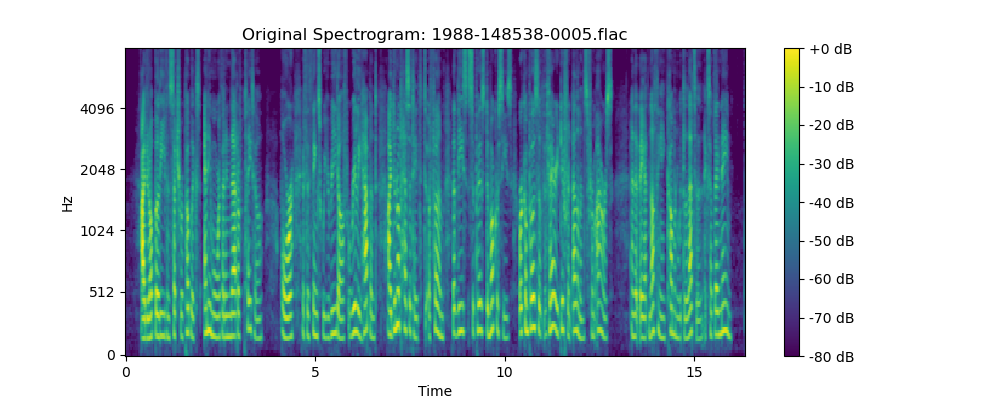 Original Spectrogram: 1988-148538-0005.flac
Hz
4096
2048
1024
512
0
0 5 10 15
Time
+0 dB
-10 dB
-20 dB
-30 dB
-40 dB
-50 dB
-60 dB
-70 dB
-80 dB